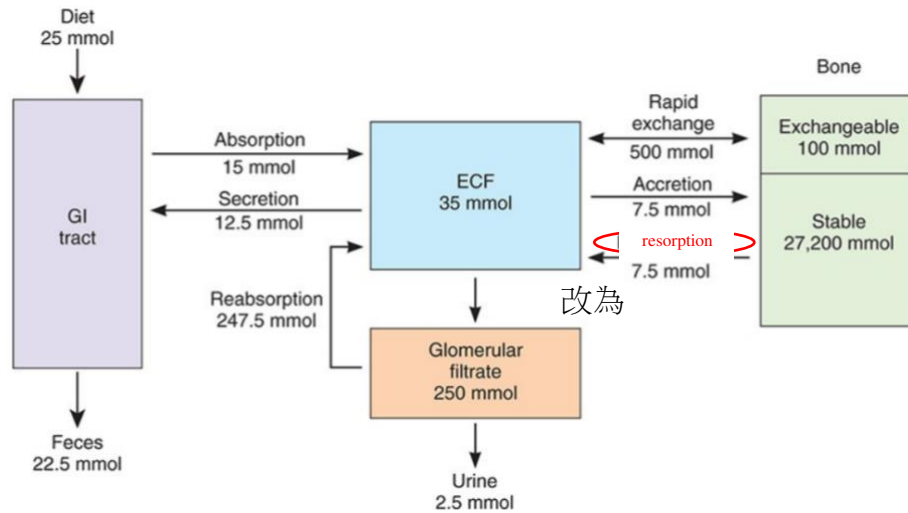 Diet
25 mmol
Bone
GI
tract
Absorption
15 mmol
Secretion
12.5 mmol
Reabsorption
247.5 mmol
ECF
35 mmol
Rapid
exchange
500 mmol
Accretion
7.5 mmol
resorption
7.5 mmol
改為
Exchangeable
100 mmol
Stable
27,200 mmol
Glomerular
filtrate
250 mmol
Feces
22.5 mmol
Urine
2.5 mmol